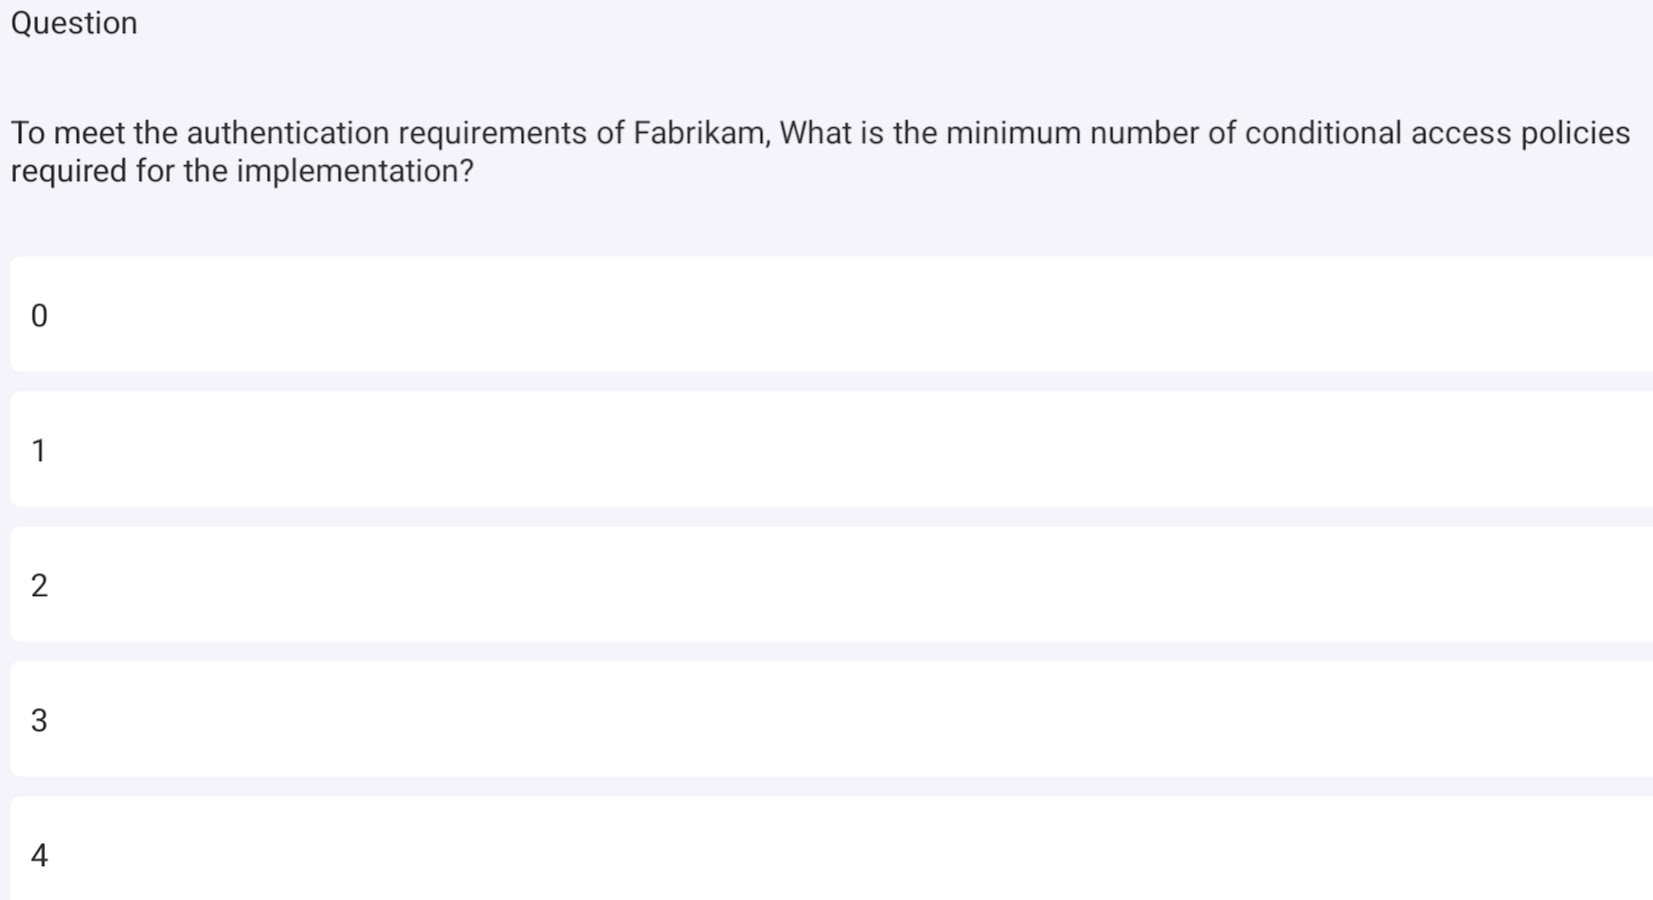 Question
To meet the authentication requirements of Fabrikam, What is the minimum number of conditional access policies
required for the implementation?
0
1
2
3
4